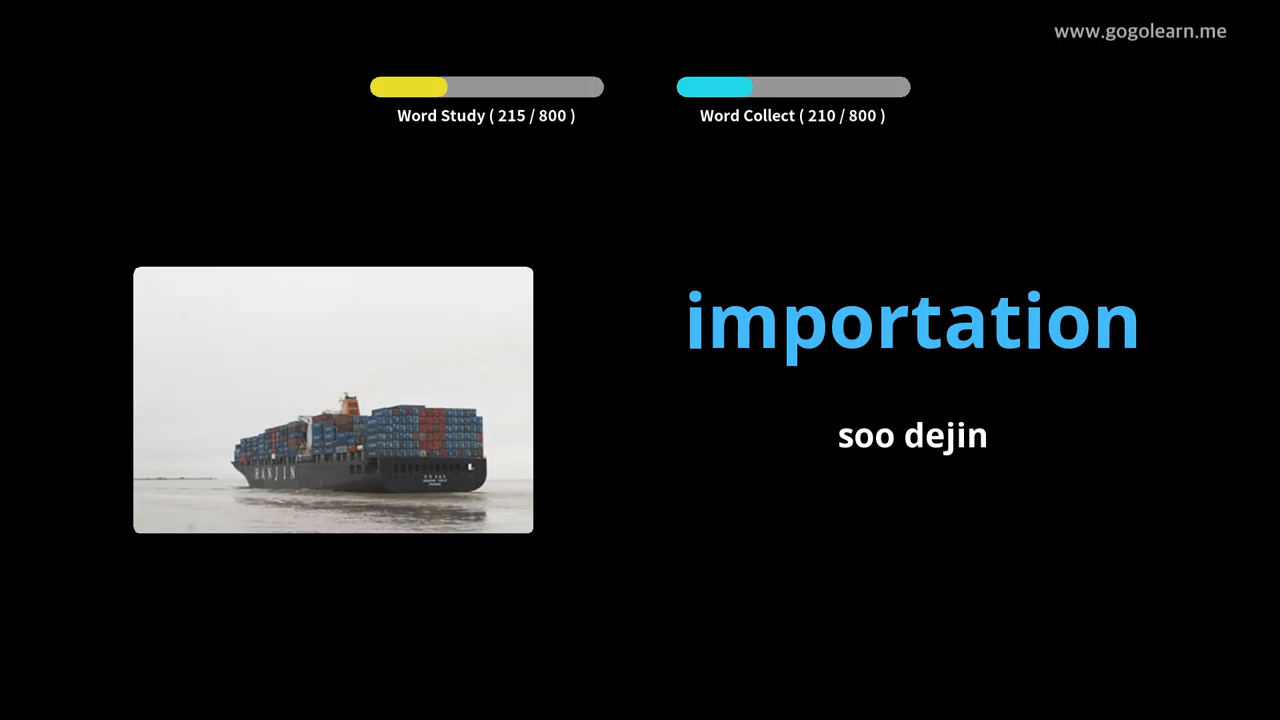 www.gogolearn.me
Word Study ( 215 / 800 )
Word Collect ( 210 / 800 )
importation
soo dejin
HANJIN